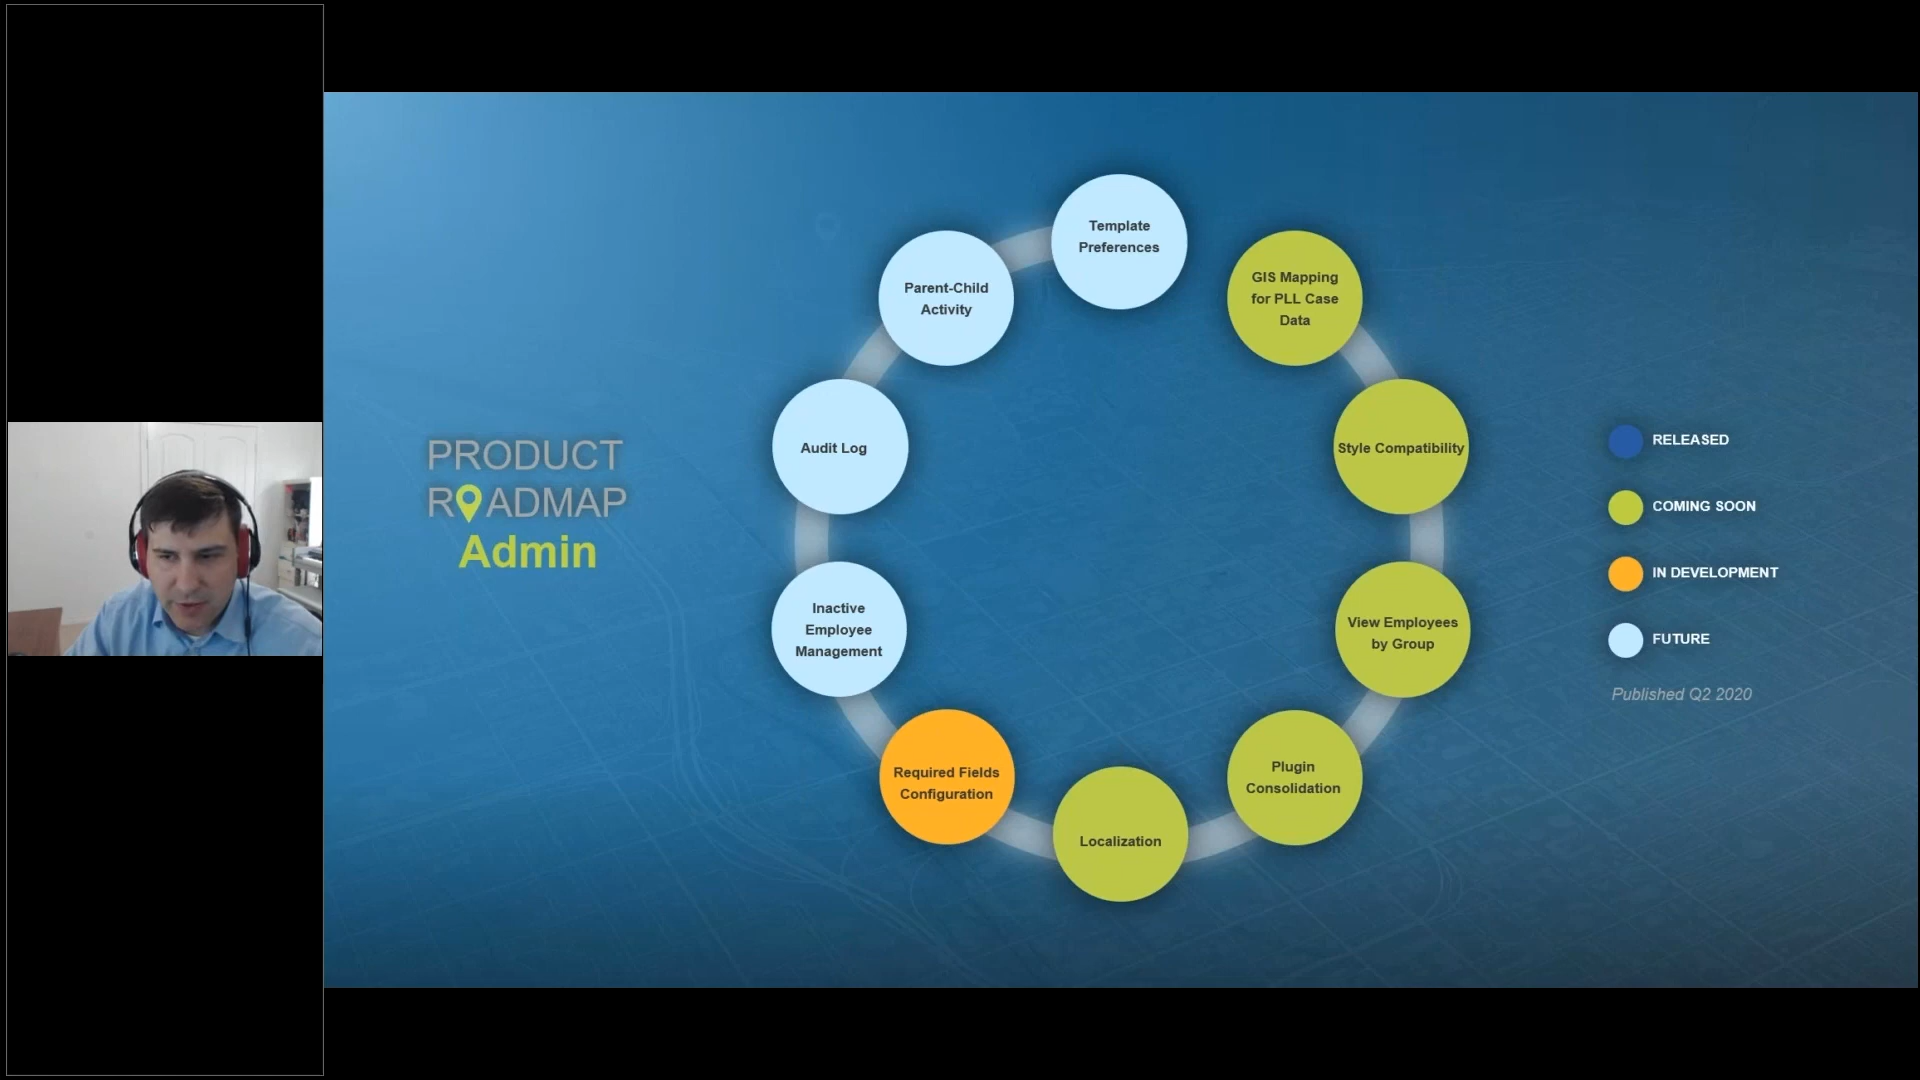 PRODUCT
ROADMAP
Admin
Template
Preferences
GIS Mapping
for PLL Case
Data
Style Compatibility
View Employees
by Group
Plugin
Consolidation
Localization
Required Fields
Configuration
Inactive
Employee
Management
Audit Log
Parent-Child
Activity
RELEASED
COMING SOON
IN DEVELOPMENT
FUTURE
Published Q2 2020